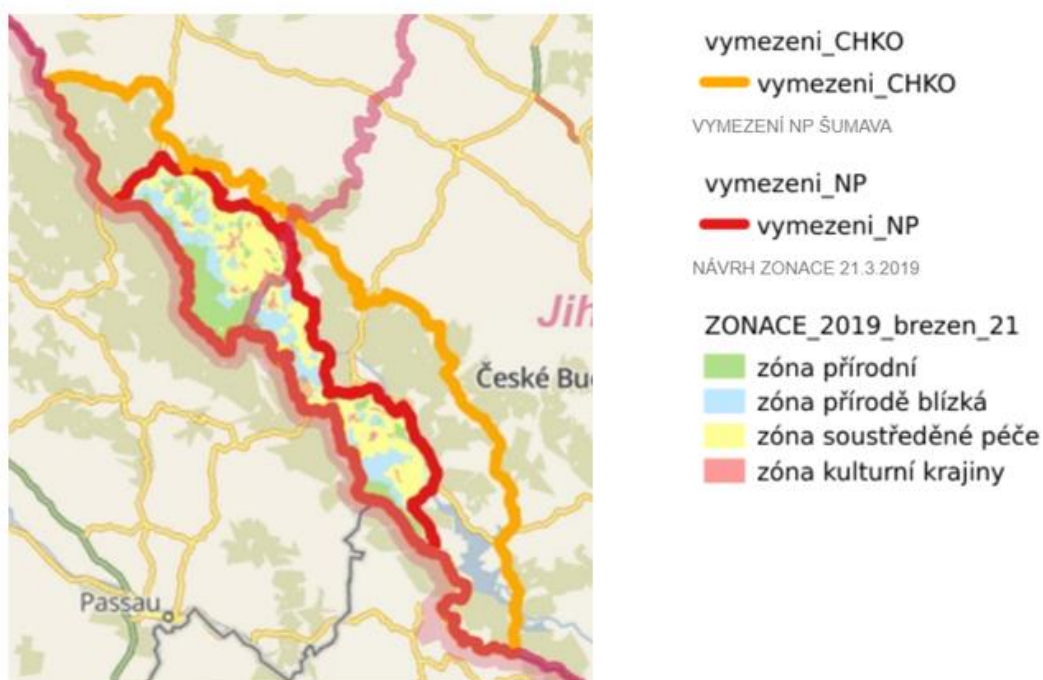 vymezeni_CHKO
vymezeni_CHKO
VYMEZENÍ NP ŠUMAVA
vymezeni_NP
vymezeni_NP
NÁVRH ZONACE 21.3.2019
ZONACE_2019_brezen_21
zóna přírodní
zóna přírodě blízká
zóna soustředěné péče
zóna kulturní krajiny
Jih
České Bu
Passau